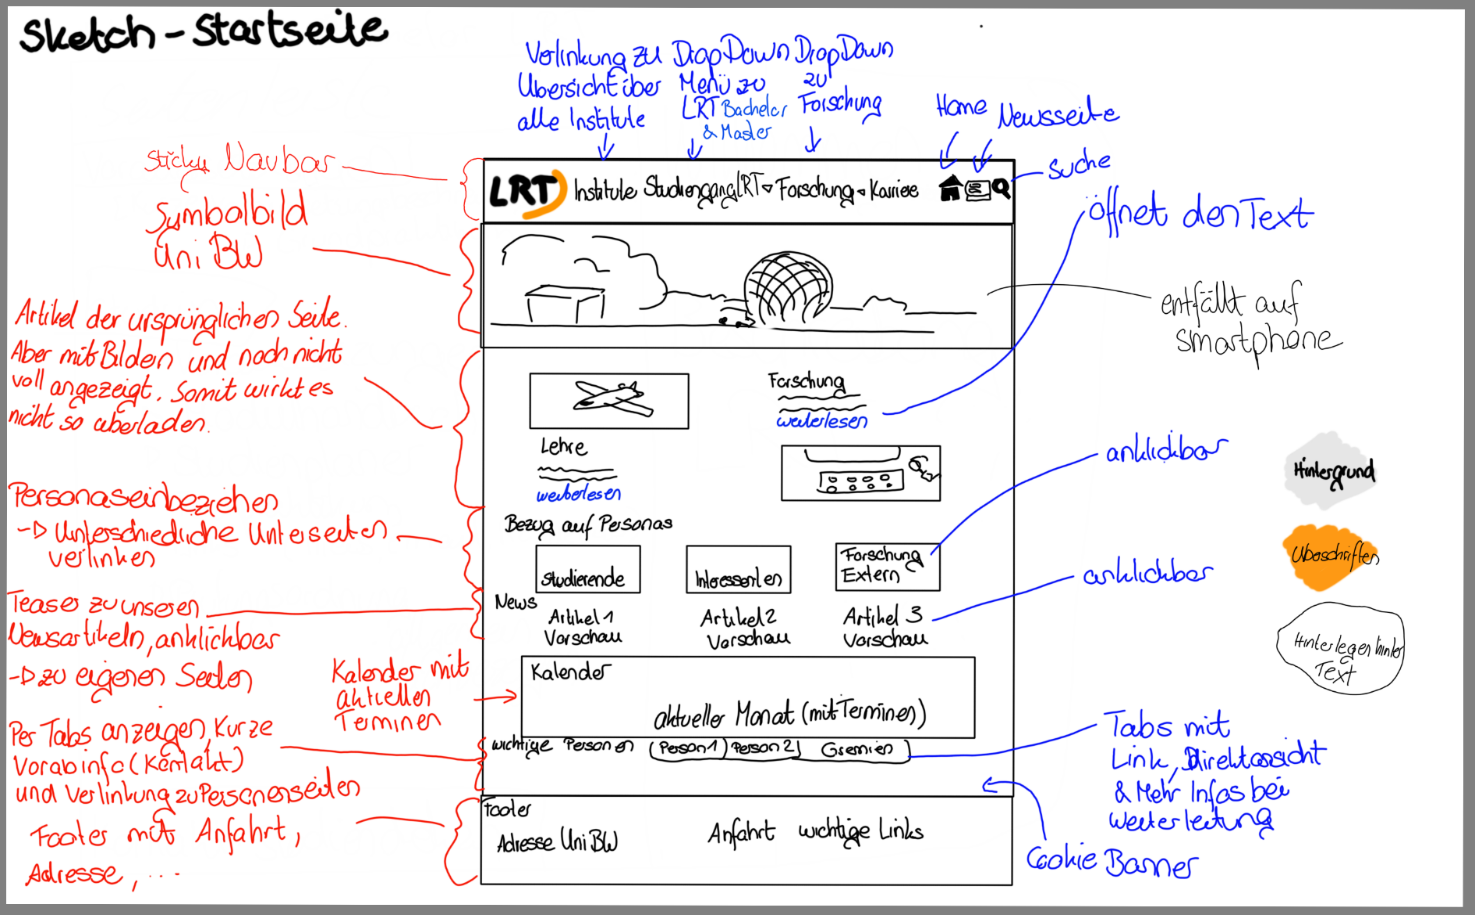 Sketch - Startseite
Verlinkung zu
Übersicht über
alle Institute
DropDown
Menü zu
LRT Bachelor
& Master
DropDown
zu
Forschung
Home
Newsseite
Suche
Sticky Navbar
Symbolbild
Uni BW
LRT Institute Studiengang LRT Forschung Karriere
öffnet den Text
entfällt auf
smartphone
Artikel der ursprünglichen Seite.
Aber mit Bildern und noch nicht
voll angezeigt. Somit wirkt es
nicht so überladen.
Lehre
weiterlesen
Forschung
weiterlesen
anklickbar
Hintergrund
Überschriften
Hinterlegen hinter
Text
Personas einbeziehen
-> Unterschiedliche Unterseiten
verlinken
Bezug auf Personas
Studierende
Interessenten
Forschung
Extern
anklickbar
Teaser zu unseren
Newsartikeln, anklickbar
-> zu eigenen Seiten
News
Artikel 1
Vorschau
Artikel 2
Vorschau
Artikel 3
Vorschau
Kalender mit
aktuellen
Terminen
Kalender
aktueller Monat (mit Terminen)
Per Tabs anzeigen, Kurze
Vorabinfo (Kontakt)
und Verlinkung zu Personenseiten
wichtige Personen Person 1 Person 2 Gremien
Tabs mit
Link, Direktansicht
& Mehr Infos bei
Weiterleitung
Cookie Banner
Footer mit Anfahrt,
Adresse, ...
Footer
Adresse Uni BW
Anfahrt wichtige Links